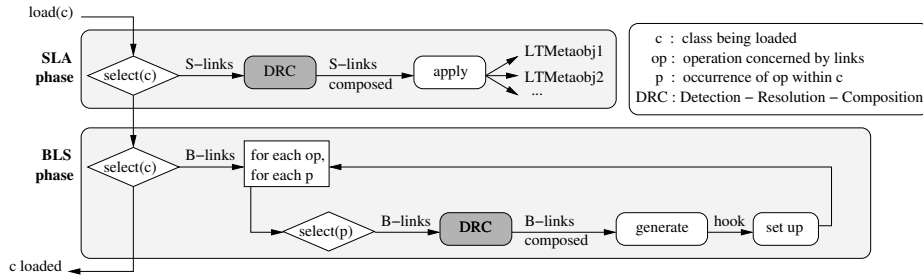 load(c)
SLA
phase
select(c)
S−links
DRC
S−links
composed
apply
LTMetaobj1
LTMetaobj2
...
c : class being loaded
op : operation concerned by links
p : occurrence of op within c
DRC : Detection − Resolution − Composition
BLS
phase
select(c)
B−links
for each op,
for each p
select(p)
B−links
DRC
B−links
composed
generate
hook
set up
c loaded